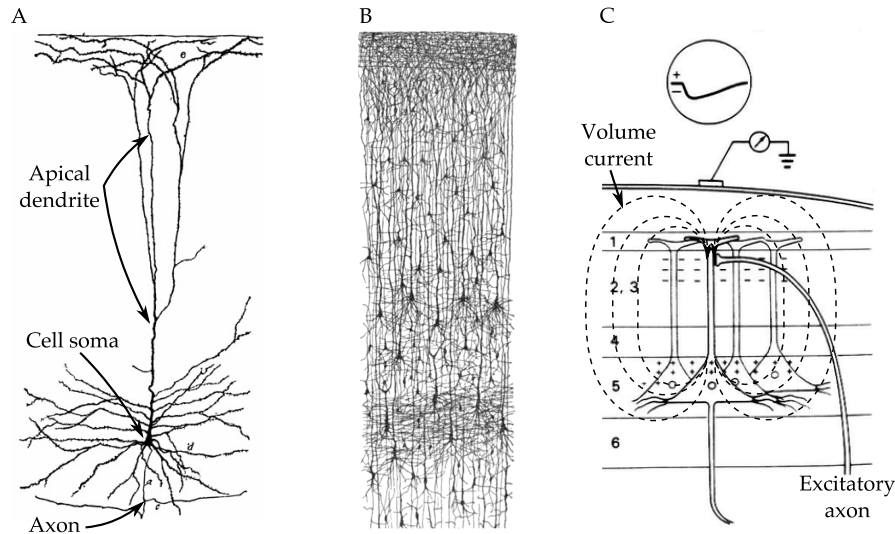 A
B
C
Apical
dendrite
Cell soma
Axon
+
−
Volume
current
1
2, 3
4
5
6
Excitatory
axon